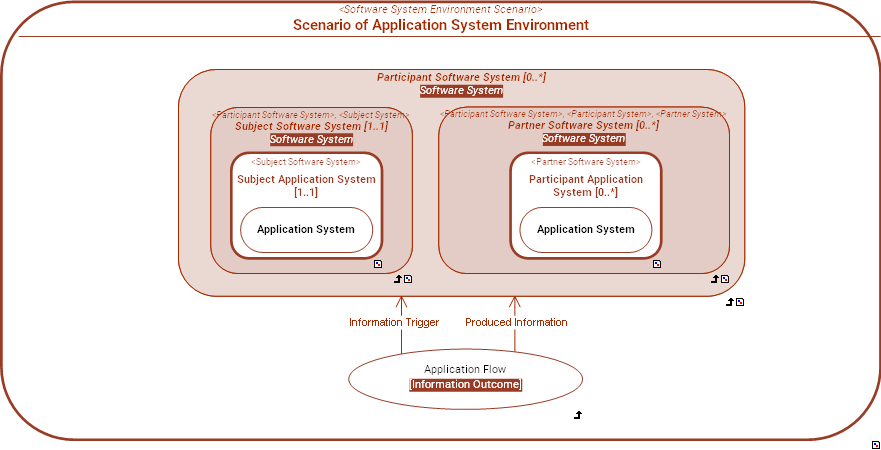 <Software System Environment Scenario>
Scenario of Application System Environment
Participant Software System [0..*]
Software System
<Participant Software System>, <Subject System>
Subject Software System [1..1]
Software System
<Subject Software System>
Subject Application System
[1..1]
Application System
<Participant Software System>, <Participant System>, <Partner System>
Partner Software System [0..*]
Software System
<Partner Software System>
Participant Application
System [0..*]
Application System
Information Trigger
Produced Information
Application Flow
[Information Outcome]